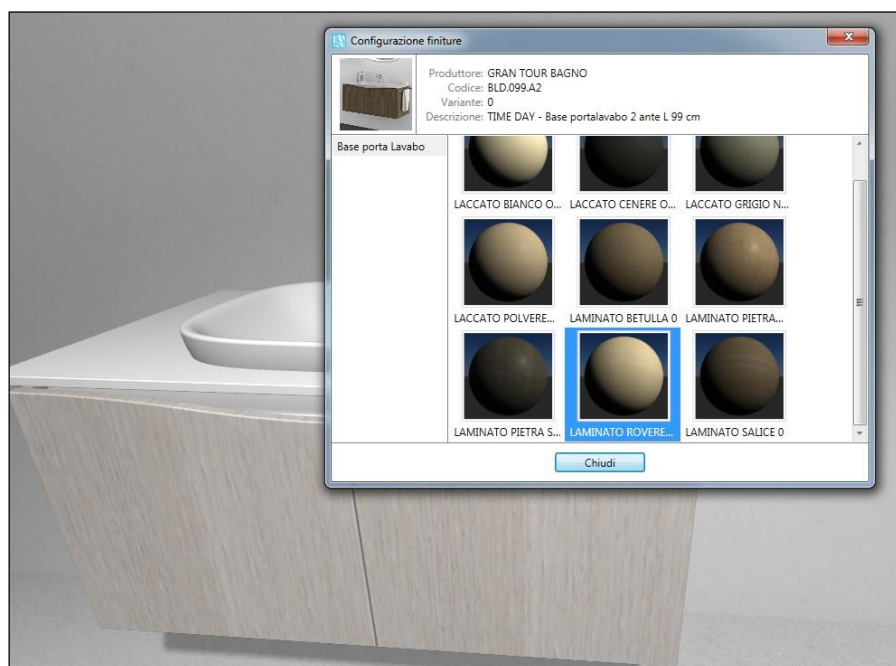 Configurazione finiture
Produttore: GRAN TOUR BAGNO
Codice: BLD.099.A2
Variante: 0
Descrizione: TIME DAY - Base portalavabo 2 ante L 99 cm
Base porta Lavabo
LACCATO BIANCO O... LACCATO CENERE O... LACCATO GRIGIO N...
LACCATO POLVERE... LAMINATO BETULLA 0 LAMINATO PIETRA...
LAMINATO PIETRA S... LAMINATO ROVERE... LAMINATO SALICE 0
Chiudi